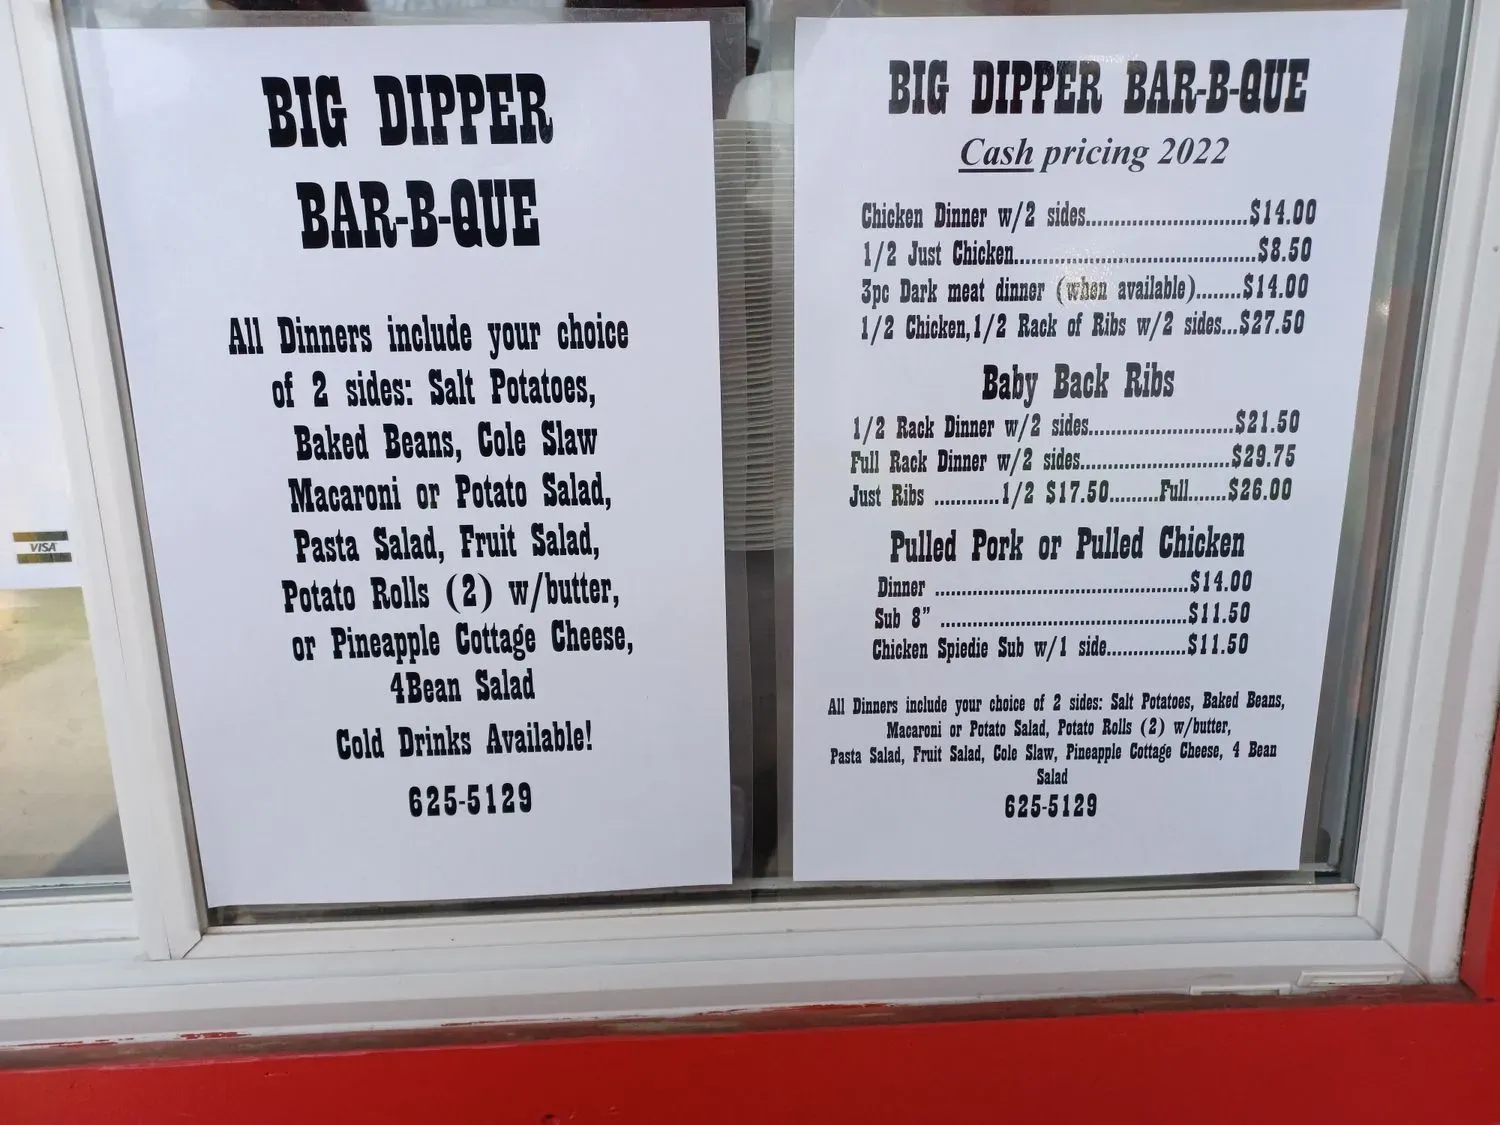 BIG DIPPER
BAR-B-QUE
All Dinners include your choice
of 2 sides: Salt Potatoes,
Baked Beans, Cole Slaw
Macaroni or Potato Salad,
Pasta Salad, Fruit Salad,
Potato Rolls (2) w/butter,
or Pineapple Cottage Cheese,
4Bean Salad
Cold Drinks Available!
625-5129
VISA
BIG DIPPER BAR-B-QUE
Cash pricing 2022
Chicken Dinner w/2 sides...........................$14.00
1/2 Just Chicken.........................................$8.50
3pc Dark meat dinner (when available)........$14.00
1/2 Chicken,1/2 Rack of Ribs w/2 sides...$27.50
Baby Back Ribs
1/2 Rack Dinner w/2 sides.........................$21.50
Full Rack Dinner w/2 sides..........................$29.75
Just Ribs ............1/2 $17.50.........Full.......$26.00
Pulled Pork or Pulled Chicken
Dinner ............................................$14.00
Sub 8” ...........................................$11.50
Chicken Spiedie Sub w/1 side...............$11.50
All Dinners include your choice of 2 sides: Salt Potatoes, Baked Beans,
Macaroni or Potato Salad, Potato Rolls (2) w/butter,
Pasta Salad, Fruit Salad, Cole Slaw, Pineapple Cottage Cheese, 4 Bean
Salad
625-5129